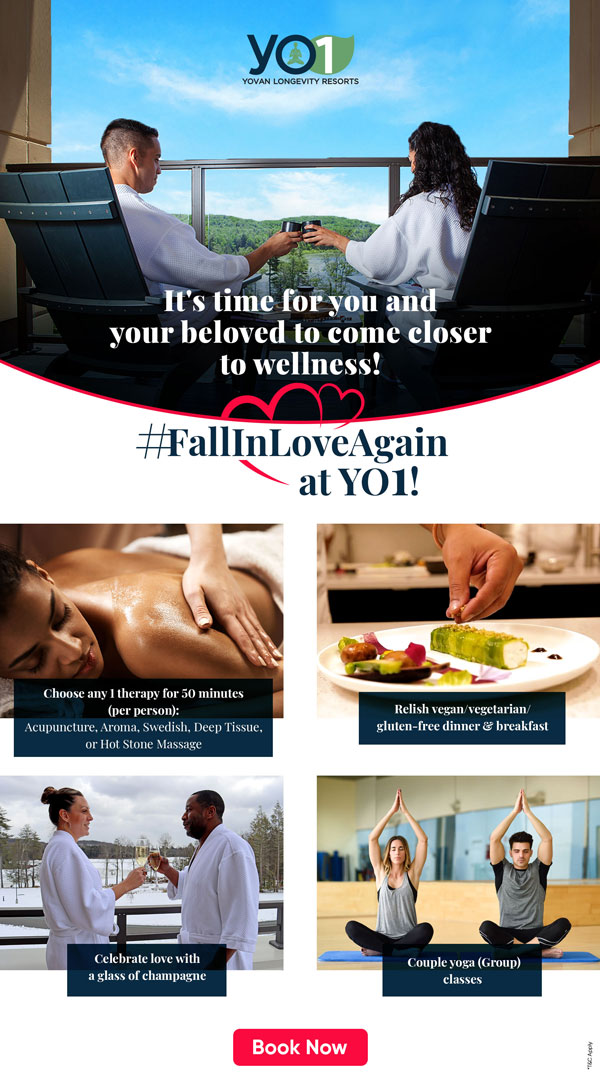 YO1
YOVAN LONGEVITY RESORTS
It's time for you and
your beloved to come closer
to wellness!
#FallInLoveAgain
at YO1!
Choose any 1 therapy for 50 minutes
(per person):
Acupuncture, Aroma, Swedish, Deep Tissue,
or Hot Stone Massage
Relish vegan/vegetarian/
gluten-free dinner & breakfast
Celebrate love with
a glass of champagne
Couple yoga (Group)
classes
Book Now
*T&C Apply